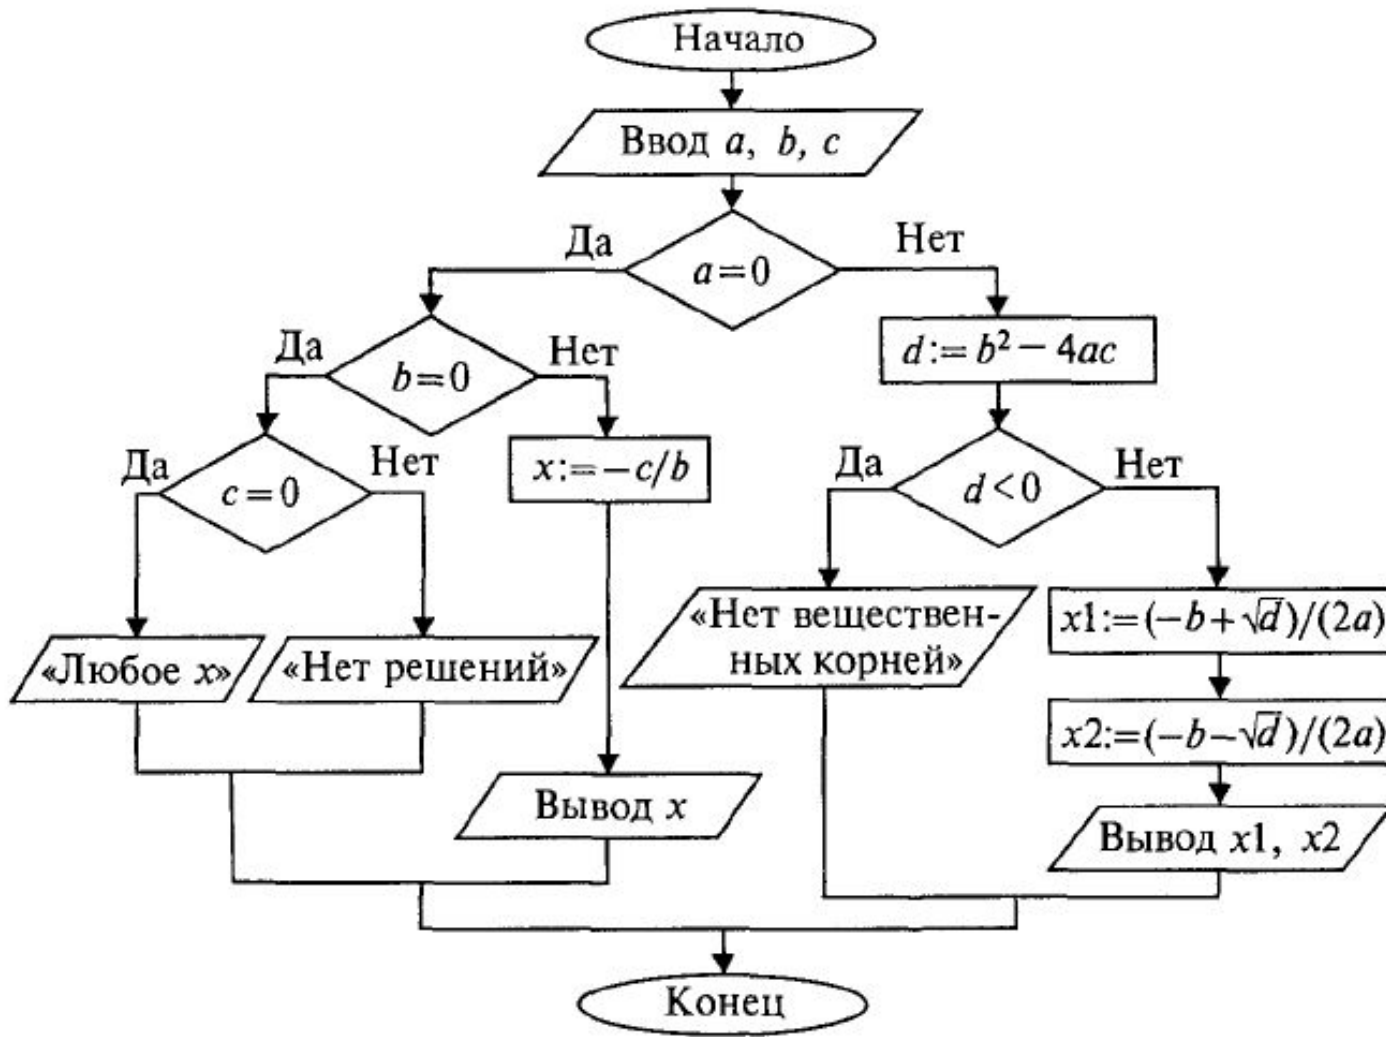 Начало
Ввод a, b, c
Да
Нет
a=0
Да
Нет
b=0
d:=b²−4ac
Да
Нет
c=0
x:=−c/b
Да
Нет
d<0
«Любое x»
«Нет решений»
«Нет веществен-
ных корней»
x1:=(−b+√d)/(2a)
x2:=(−b−√d)/(2a)
Вывод x
Вывод x1, x2
Конец